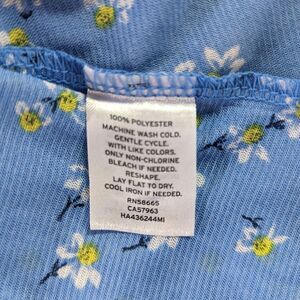 100% POLYESTER
MACHINE WASH COLD.
GENTLE CYCLE.
WITH LIKE COLORS.
ONLY NON-CHLORINE
BLEACH IF NEEDED.
RESHAPE.
LAY FLAT TO DRY.
COOL IRON IF NEEDED.
RN58665
CA57963
HA436244MI